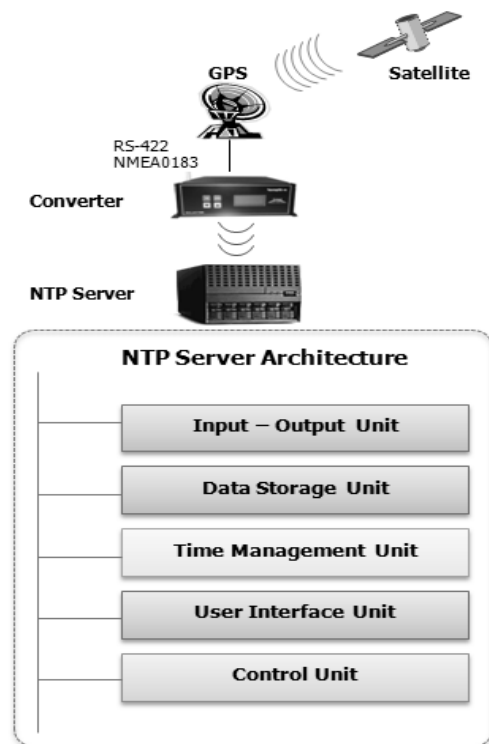 GPS
Satellite
RS-422
NMEA0183
Converter
NTP Server
NTP Server Architecture
Input – Output Unit
Data Storage Unit
Time Management Unit
User Interface Unit
Control Unit